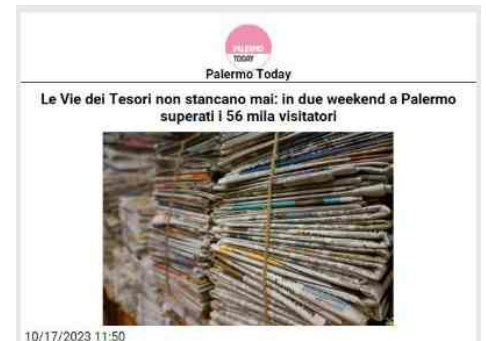 PALERMO
TODAY
Palermo Today
Le Vie dei Tesori non stancano mai: in due weekend a Palermo
superati i 56 mila visitatori
10/17/2023 11:50